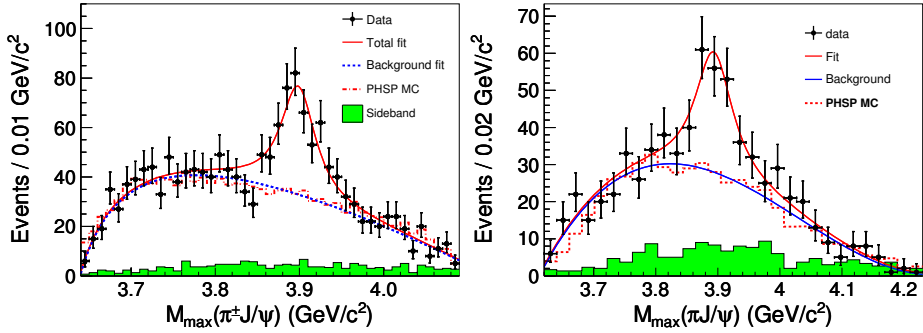 Events / 0.01 GeV/c²
100
80
60
40
20
0
3.7
3.8
3.9
4.0
M_max(π±J/ψ) (GeV/c²)
Data
Total fit
Background fit
PHSP MC
Sideband
Events / 0.02 GeV/c²
70
60
50
40
30
20
10
0
3.7
3.8
3.9
4
4.1
4.2
M_max(πJ/ψ) (GeV/c²)
data
Fit
Background
PHSP MC